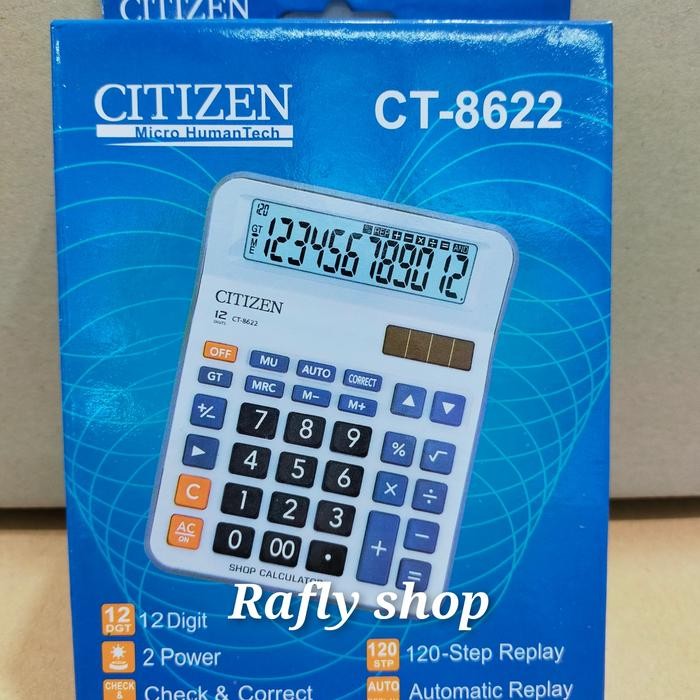 CITIZEN
CITIZEN
Micro HumanTech
CT-8622
120
GT
M
E
REP + − × ÷ = AND
123456789012
CITIZEN
12 CT-8622
DIGITS
OFF MU AUTO CORRECT
GT MRC M− M+ ▲ ▼
+/− 7 8 9 % √
▶ 4 5 6 × ÷
C 1 2 3 + −
AC
ON
0 00 • =
SHOP CALCULATOR
Rafly shop
12
DGT
12 Digit
2 Power
120
STP
120-Step Replay
CHECK
&
Check & Correct
AUTO
Automatic Replay